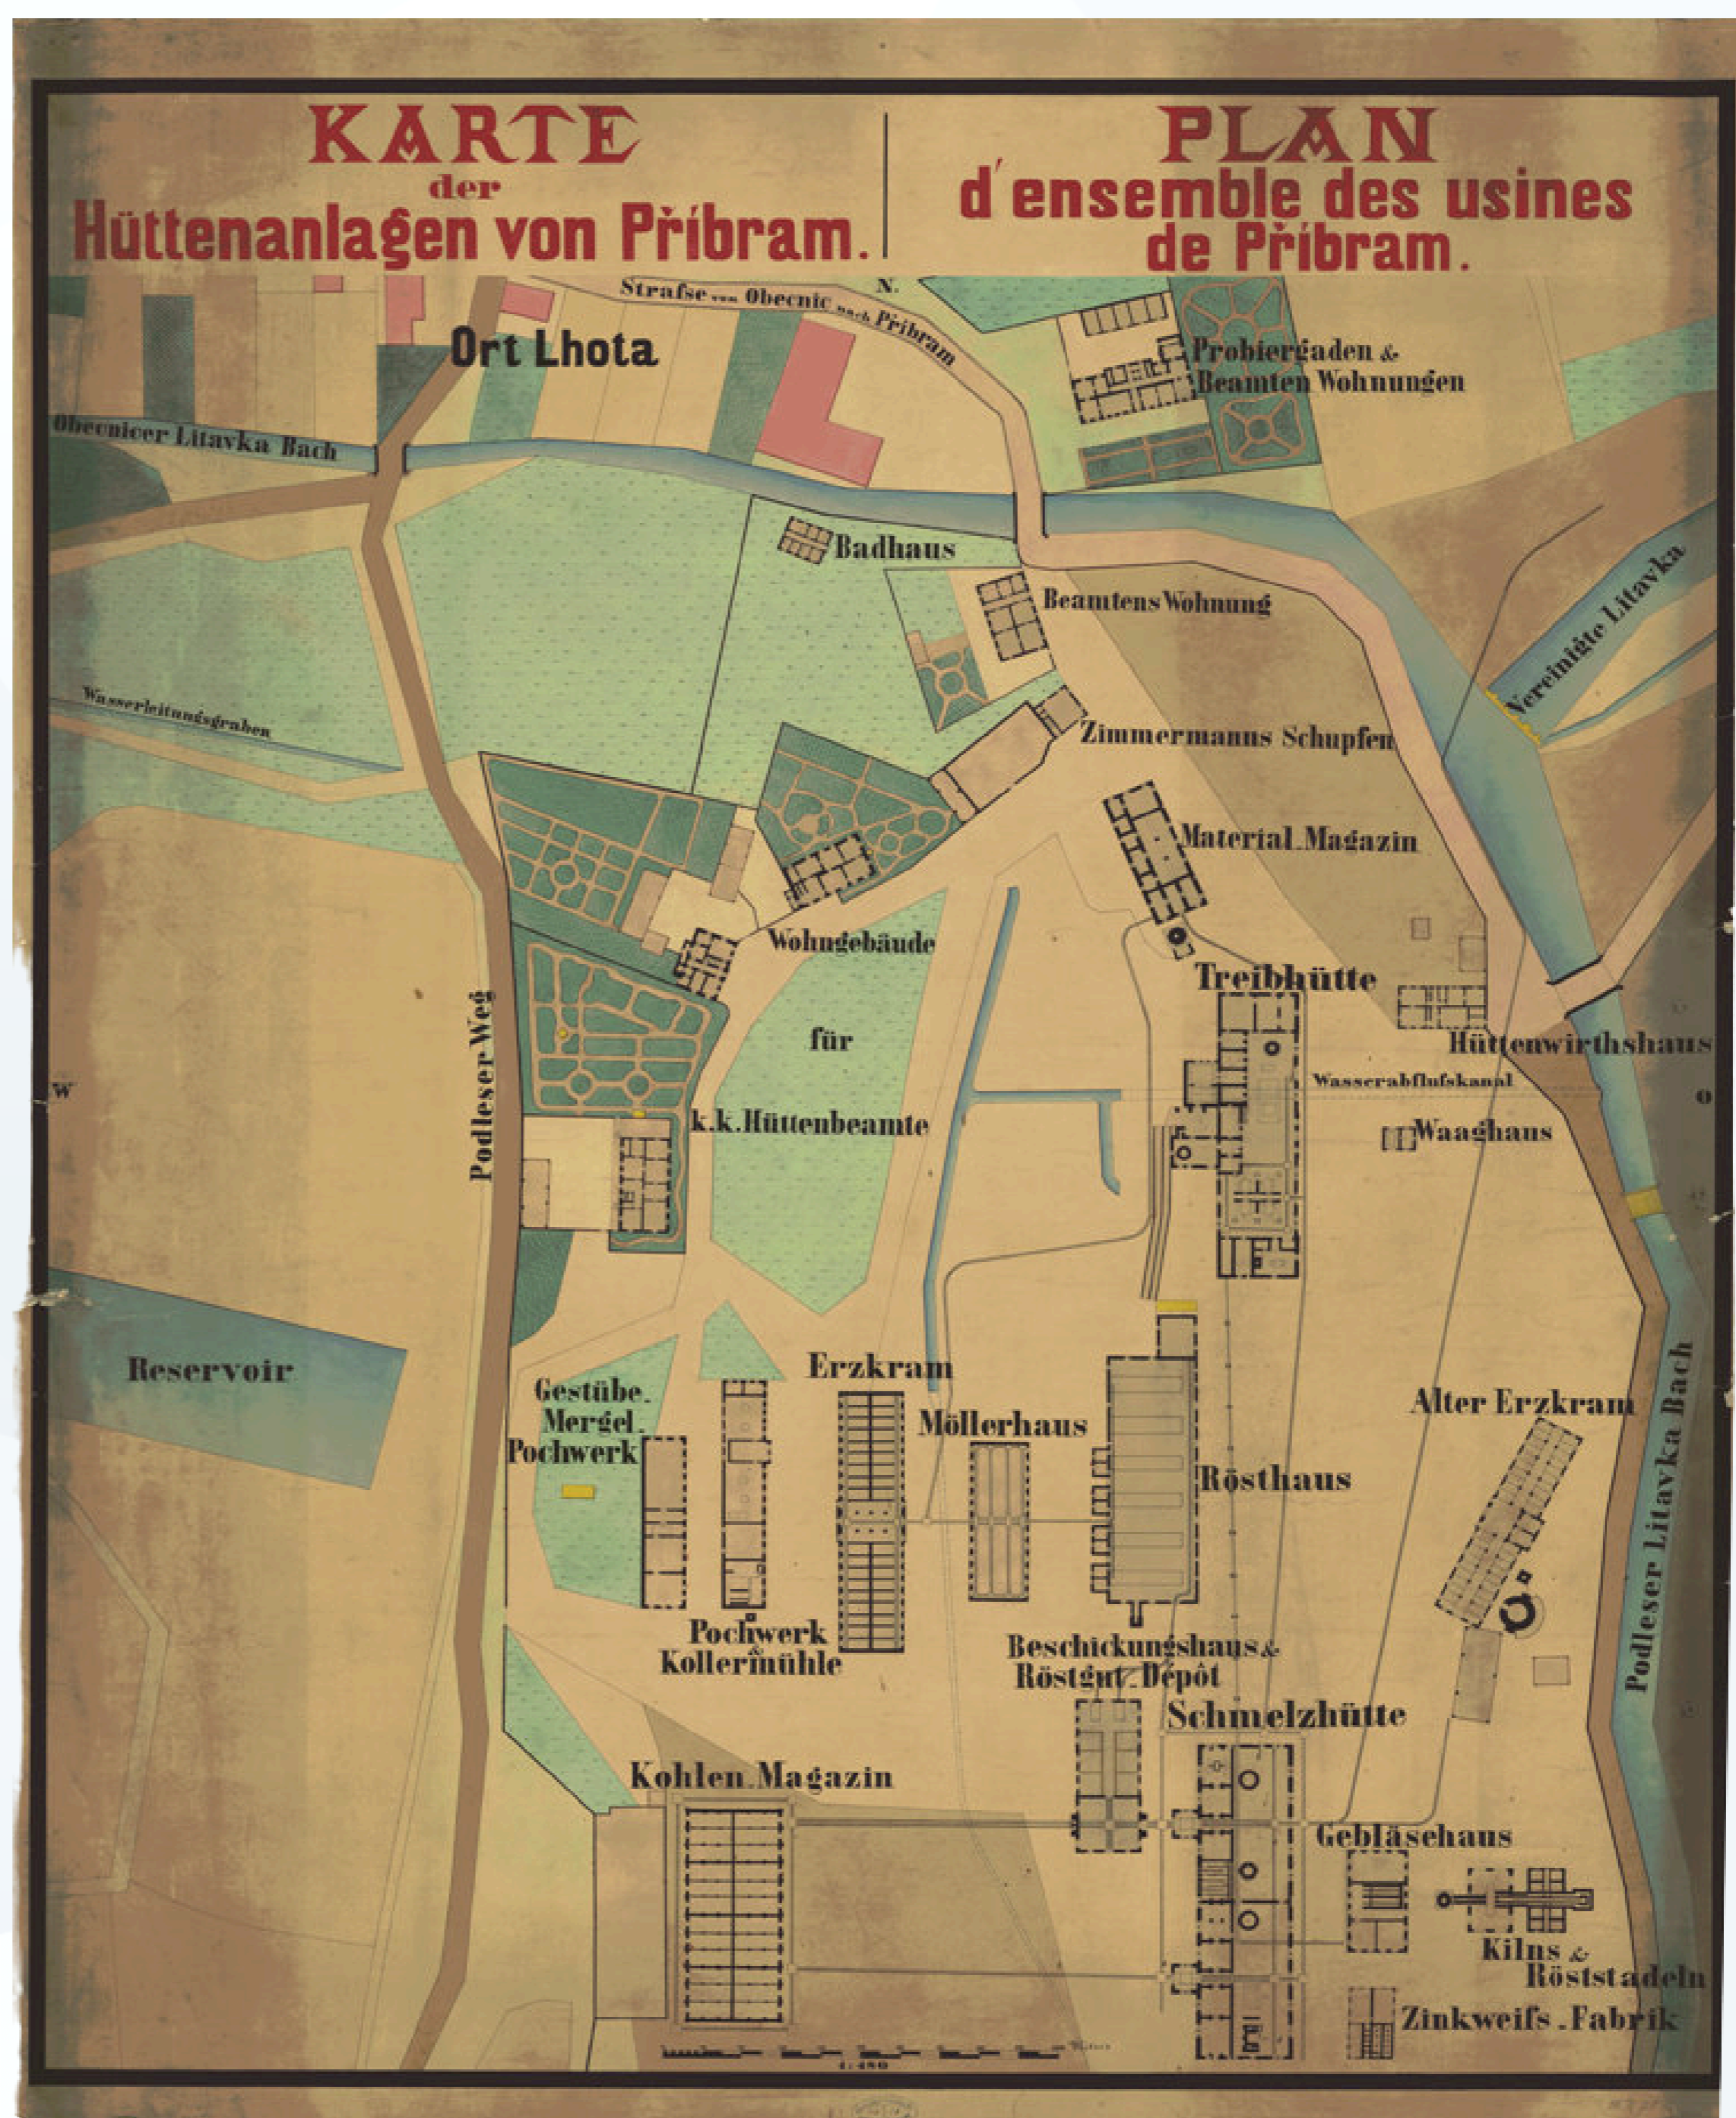 KARTE
der
Hüttenanlagen von Příbram.
PLAN
d'ensemble des usines
de Příbram.
N.
Strafse von Obecnic nach Příbram
Ort Lhota
Probiergaden &
Beamten Wohnungen
Obecnicer Litavka Bach
Badhaus
Beamtens Wohnung
Vereinigte Litavka
Wasserleitungsgraben
Zimmermanns Schupfen
Material-Magazin
Wohngebäude
für
k.k. Hüttenbeamte
Treibhütte
Podleser Weg
Hüttenwirthshaus
W
Wasserabflufskanal
O
Waaghaus
Reservoir
Gestübe-
Mergel-
Pochwerk
Erzkram
Möllerhaus
Rösthaus
Alter Erzkram
Podleser Litavka Bach
Pochwerk
&
Kollermühle
Beschickungshaus &
Röstgut-Depôt
Schmelzhütte
Kohlen-Magazin
Gebläsehaus
Kilns &
Röststadeln
Zinkweifs-Fabrik
1:480